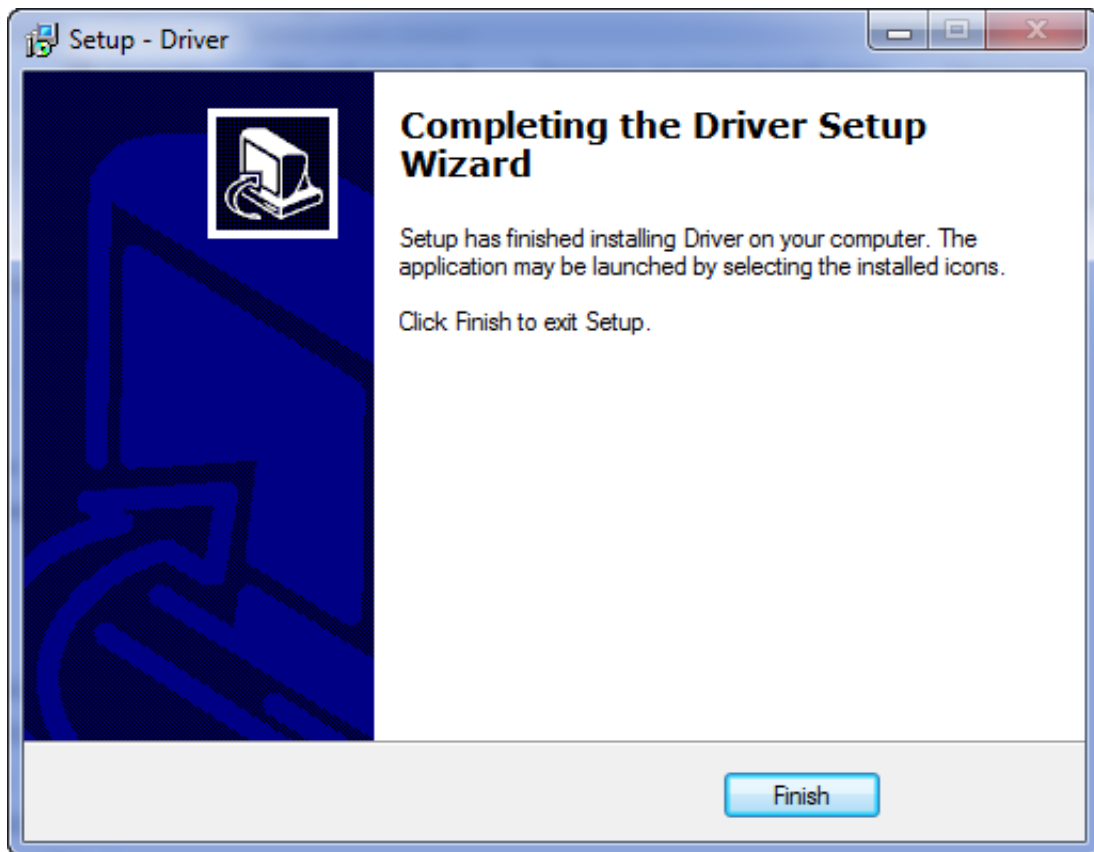 Setup - Driver
Completing the Driver Setup
Wizard
Setup has finished installing Driver on your computer. The
application may be launched by selecting the installed icons.
Click Finish to exit Setup.
Finish